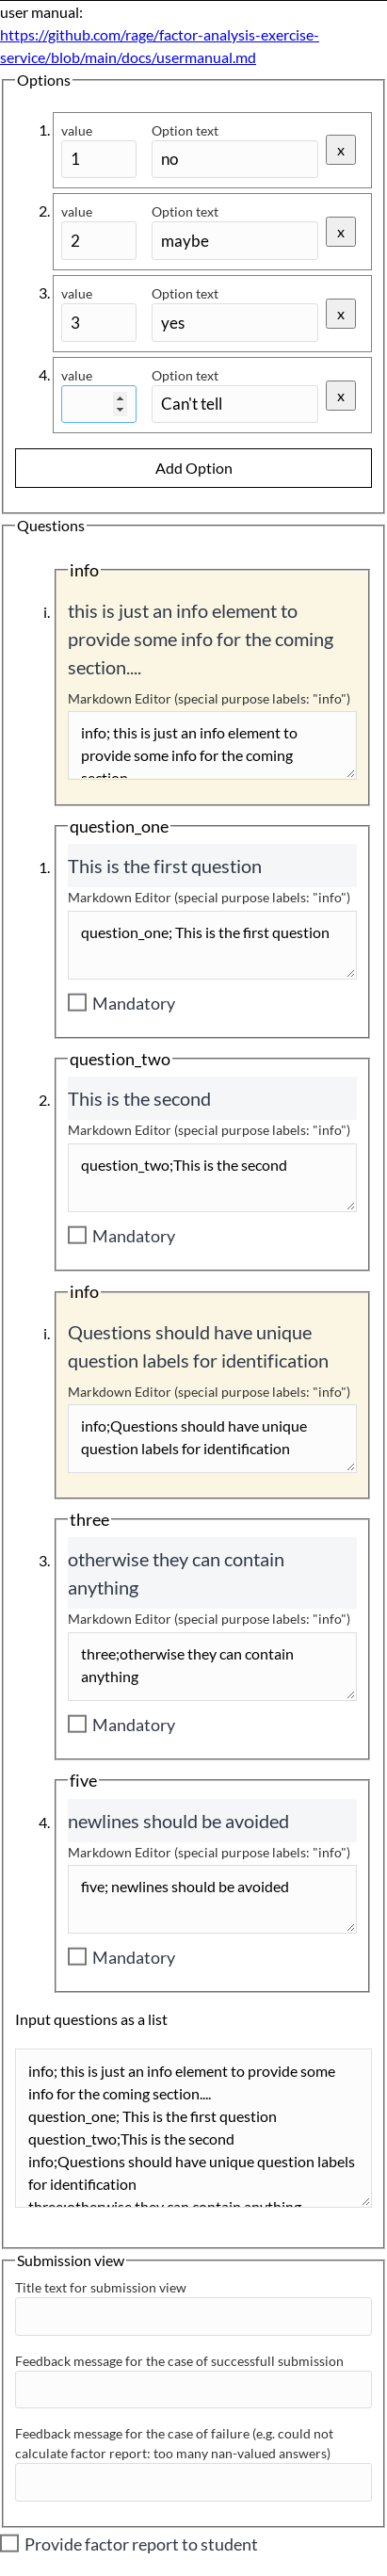 user manual:
https://github.com/rage/factor-analysis-exercise-
service/blob/main/docs/usermanual.md
Options
1.
value
Option text
1
no
x
2.
value
Option text
2
maybe
x
3.
value
Option text
3
yes
x
4.
value
Option text
Can't tell
x
Add Option
Questions
info
i.
this is just an info element to
provide some info for the coming
section....
Markdown Editor (special purpose labels: "info")
info; this is just an info element to
provide some info for the coming
section
question_one
1.
This is the first question
Markdown Editor (special purpose labels: "info")
question_one; This is the first question
Mandatory
question_two
2.
This is the second
Markdown Editor (special purpose labels: "info")
question_two;This is the second
Mandatory
info
i.
Questions should have unique
question labels for identification
Markdown Editor (special purpose labels: "info")
info;Questions should have unique
question labels for identification
three
3.
otherwise they can contain
anything
Markdown Editor (special purpose labels: "info")
three;otherwise they can contain
anything
Mandatory
five
4.
newlines should be avoided
Markdown Editor (special purpose labels: "info")
five; newlines should be avoided
Mandatory
Input questions as a list
info; this is just an info element to provide some
info for the coming section....
question_one; This is the first question
question_two;This is the second
info;Questions should have unique question labels
for identification
three;otherwise they can contain anything
Submission view
Title text for submission view
Feedback message for the case of successfull submission
Feedback message for the case of failure (e.g. could not
calculate factor report: too many nan-valued answers)
Provide factor report to student